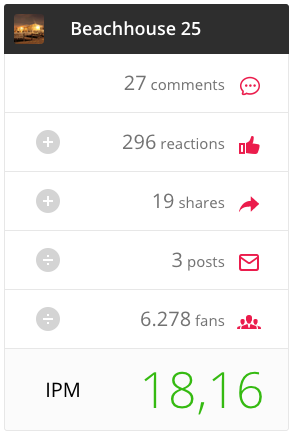 Beachhouse 25
27 comments
+ 296 reactions
+ 19 shares
÷ 3 posts
÷ 6.278 fans
IPM 18,16